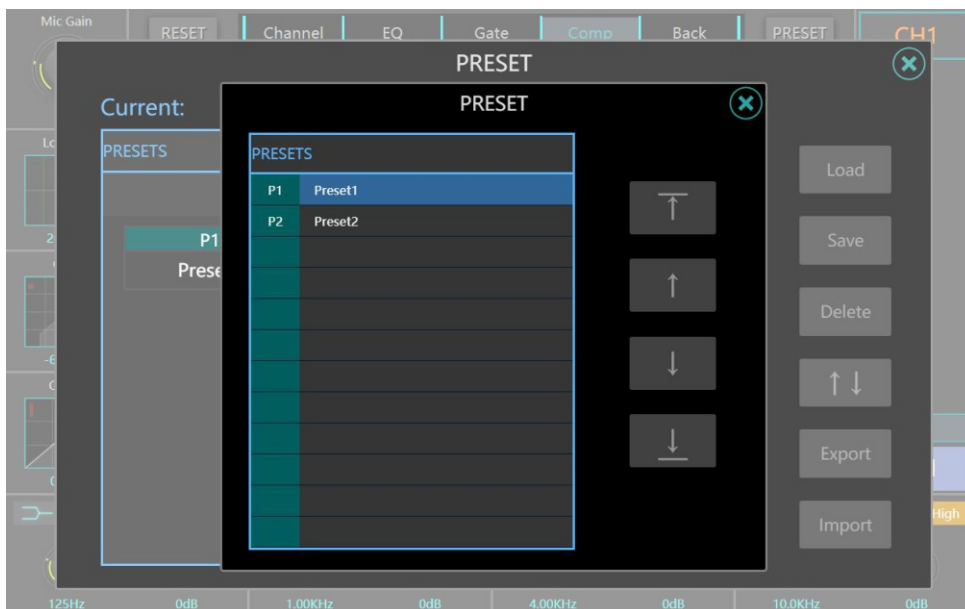 Mic Gain
RESET
Channel
EQ
Gate
Comp
Back
PRESET
CH1
PRESET
Current:
PRESETS
P1
PRESET
PRESETS
P1 Preset1
P2 Preset2
Load
Save
Delete
↑ ↓
Export
Import
High
125Hz
0dB
1.00KHz
0dB
4.00KHz
0dB
10.0KHz
0dB